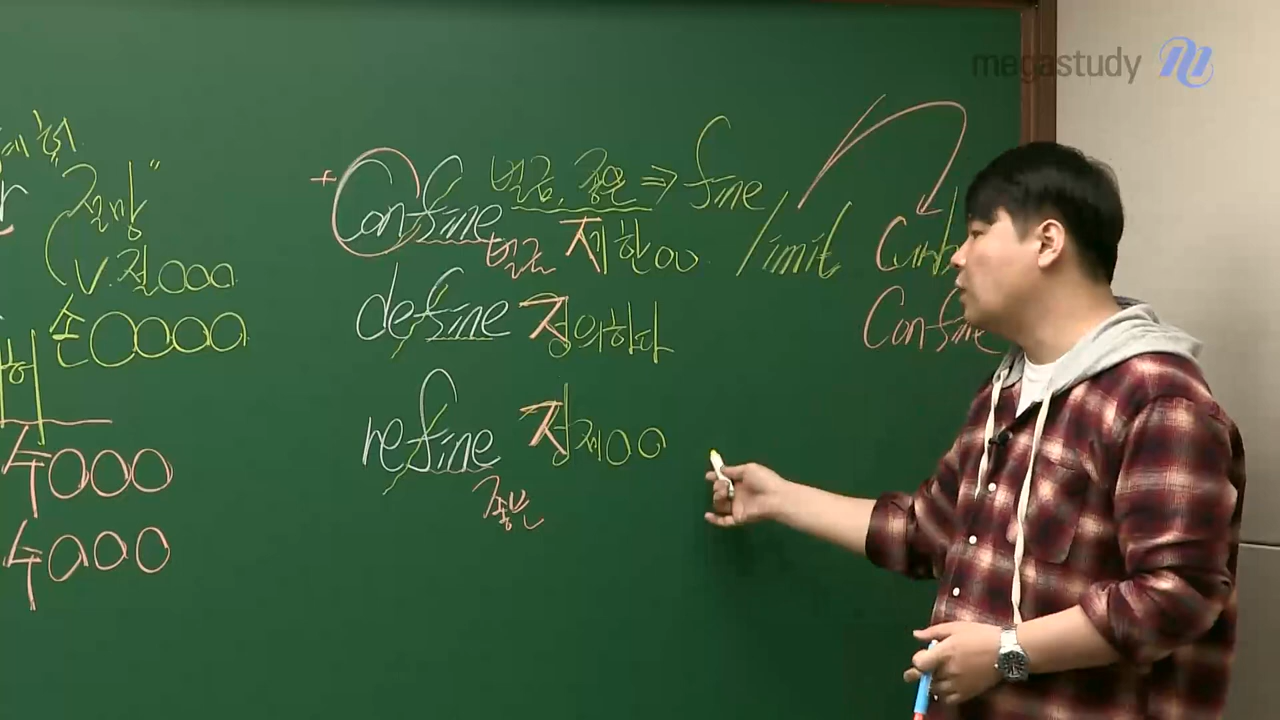 megastudy
"절망"
V. 절OOO
손OOOO
수OOO
수OOO
+ Confine 벌금, 좋은 ⇒ fine / limit
벌금 제한OO
define 정의하다
refine 정제OO
좋은
Curb
Confine